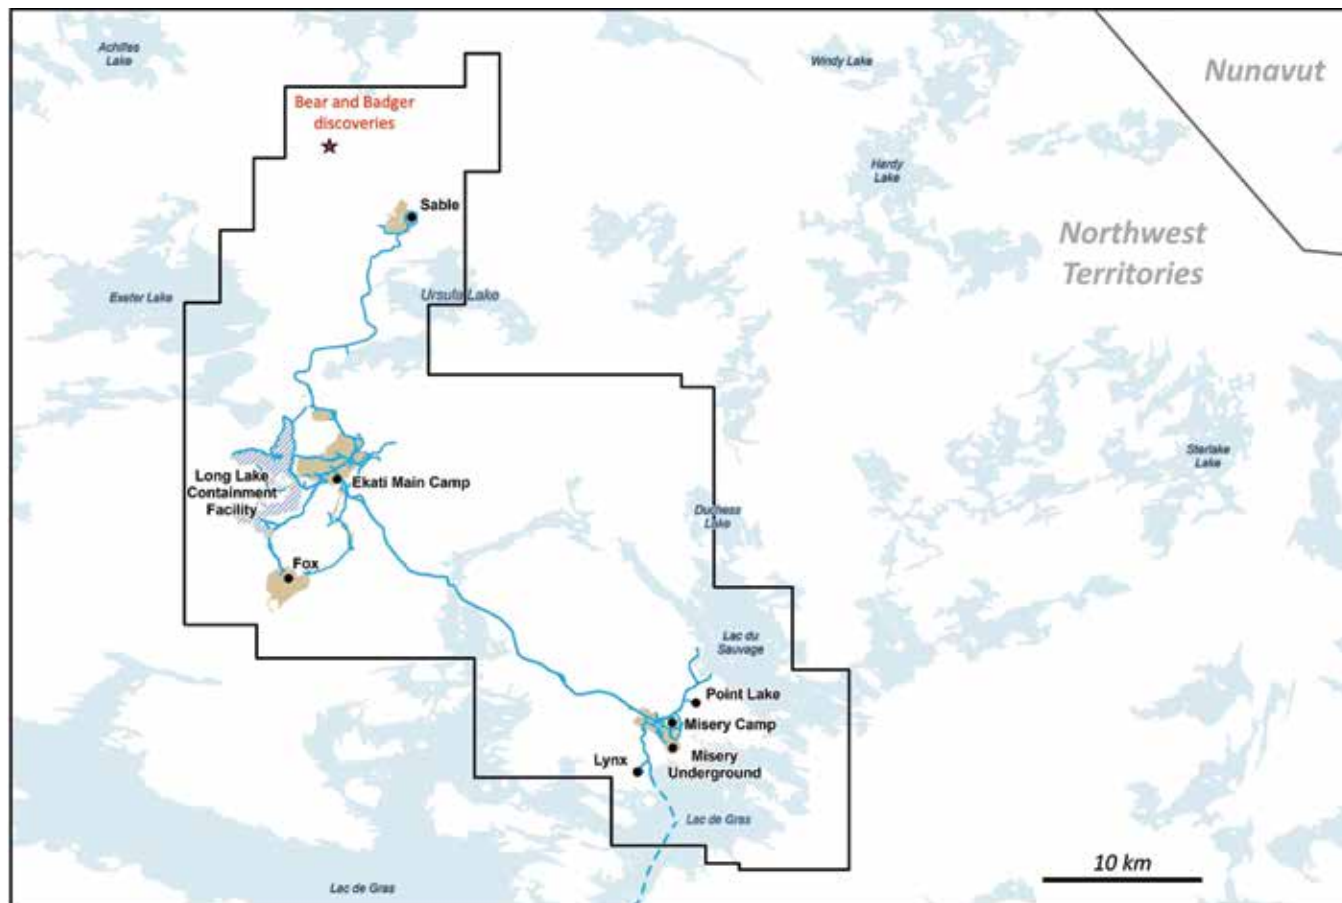 Achilles
Lake
Windy Lake
Nunavut
Bear and Badger
discoveries
Hardy
Lake
Sable
Northwest
Territories
Exeter Lake
Ursula Lake
Starlake
Lake
Long Lake
Containment
Facility
Ekati Main Camp
Duchess
Lake
Fox
Lac du
Sauvage
Point Lake
Misery Camp
Lynx
Misery
Underground
Lac de Gras
10 km
Lac de Gras